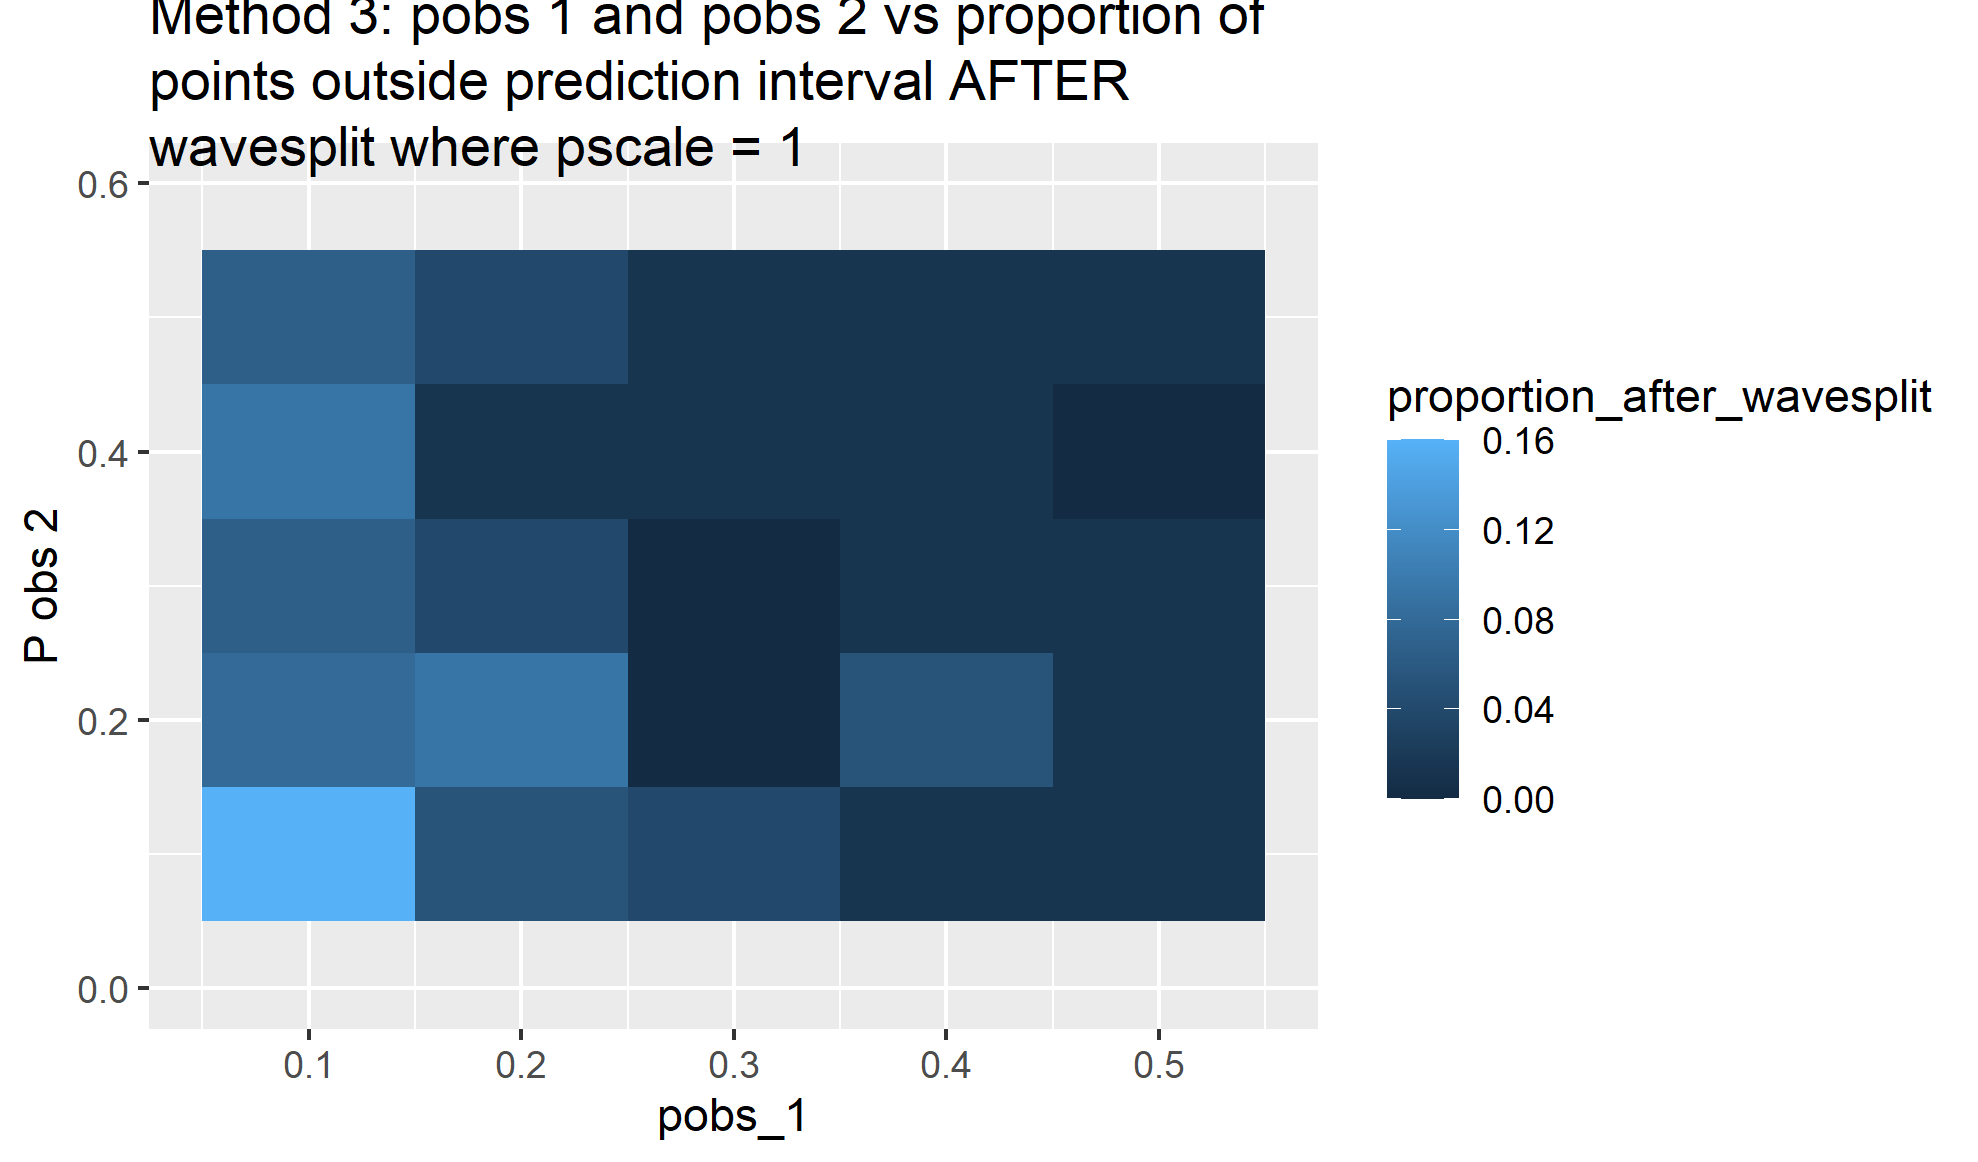 Method 3: pobs 1 and pobs 2 vs proportion of
points outside prediction interval AFTER
wavesplit where pscale = 1
0.6
0.4
0.2
0.0
P obs 2
0.1 0.2 0.3 0.4 0.5
pobs_1
proportion_after_wavesplit
0.16
0.12
0.08
0.04
0.00